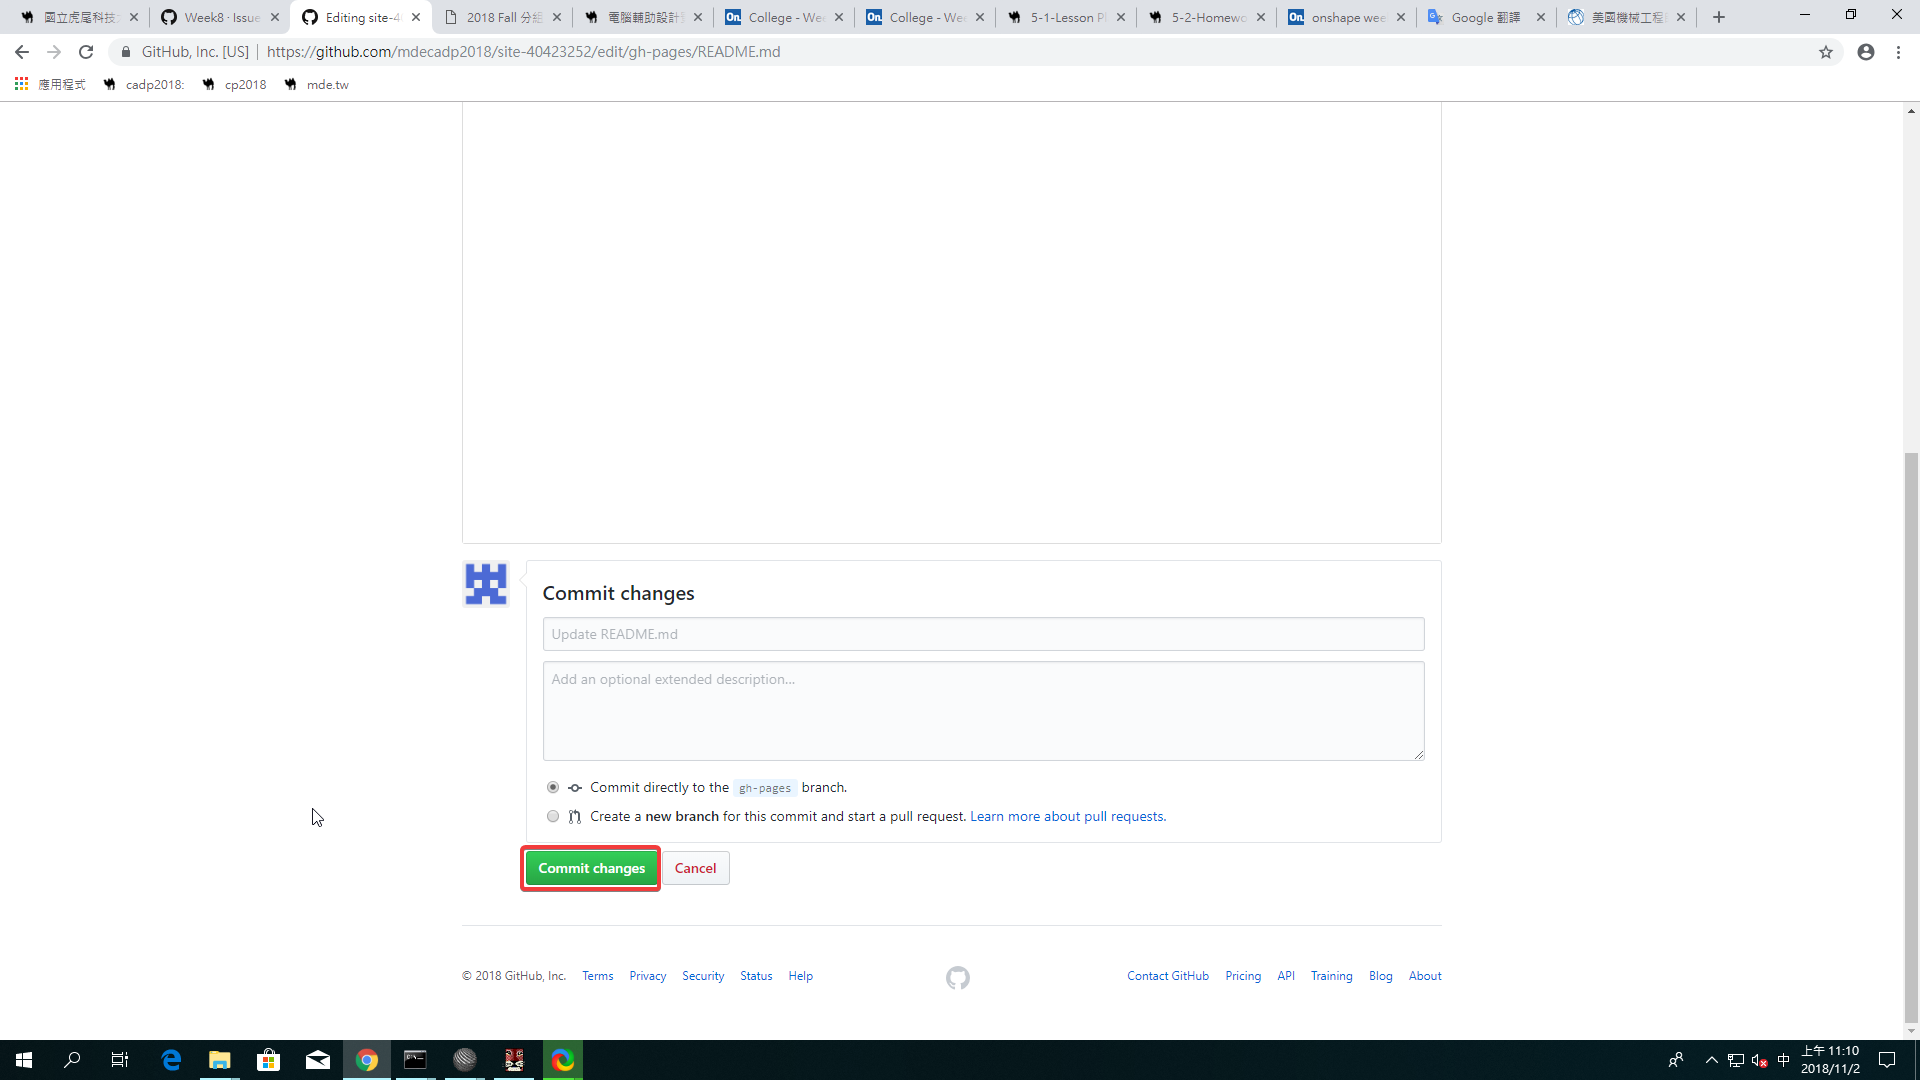 國立虎尾科技
Week8 · Issue
Editing site-4
2018 Fall 分組
電腦輔助設計
College - We
College - We
5-1-Lesson P
5-2-Homewo
onshape wee
Google 翻譯
美國機械工程
GitHub, Inc. [US] | https://github.com/mdecadp2018/site-40423252/edit/gh-pages/README.md
應用程式 cadp2018: cp2018 mde.tw
Commit changes
Update README.md
Add an optional extended description...
Commit directly to the gh-pages branch.
Create a new branch for this commit and start a pull request. Learn more about pull requests.
Commit changes Cancel
© 2018 GitHub, Inc. Terms Privacy Security Status Help Contact GitHub Pricing API Training Blog About
中
上午 11:10
2018/11/2